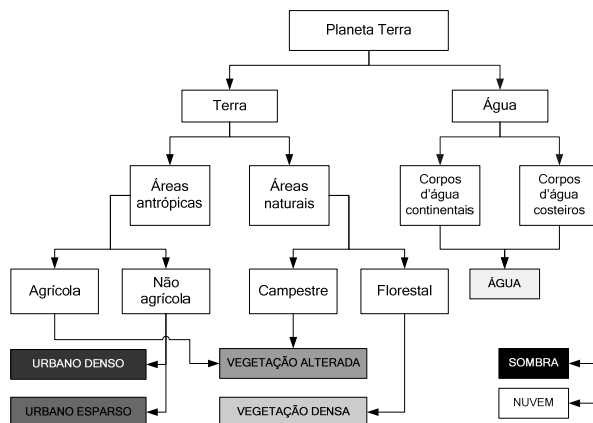 Planeta Terra
Terra
Água
Áreas
antrópicas
Áreas
naturais
Corpos
d'água
continentais
Corpos
d'água
costeiros
Agrícola
Não
agrícola
Campestre
Florestal
ÁGUA
URBANO DENSO
VEGETAÇÃO ALTERADA
SOMBRA
URBANO ESPARSO
VEGETAÇÃO DENSA
NUVEM